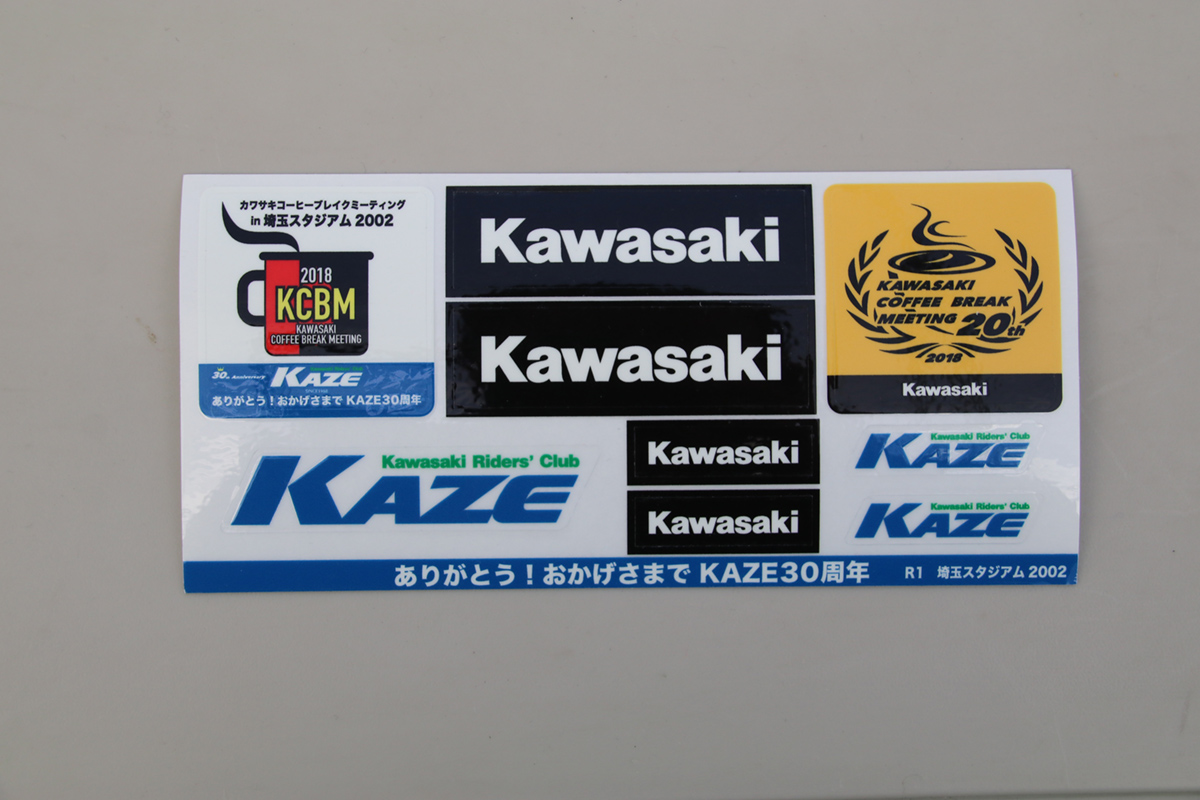 カワサキコーヒーブレイクミーティング
in 埼玉スタジアム 2002
2018
KCBM
KAWASAKI
COFFEE BREAK MEETING
30th Anniversary KAZE
ありがとう！おかげさまで KAZE30周年
Kawasaki
Kawasaki
KAWASAKI
COFFEE BREAK
MEETING 20th
2018
Kawasaki
Kawasaki Riders' Club
KAZE
Kawasaki
Kawasaki
Kawasaki Riders' Club
KAZE
Kawasaki Riders' Club
KAZE
ありがとう！おかげさまで KAZE30周年 R1 埼玉スタジアム 2002